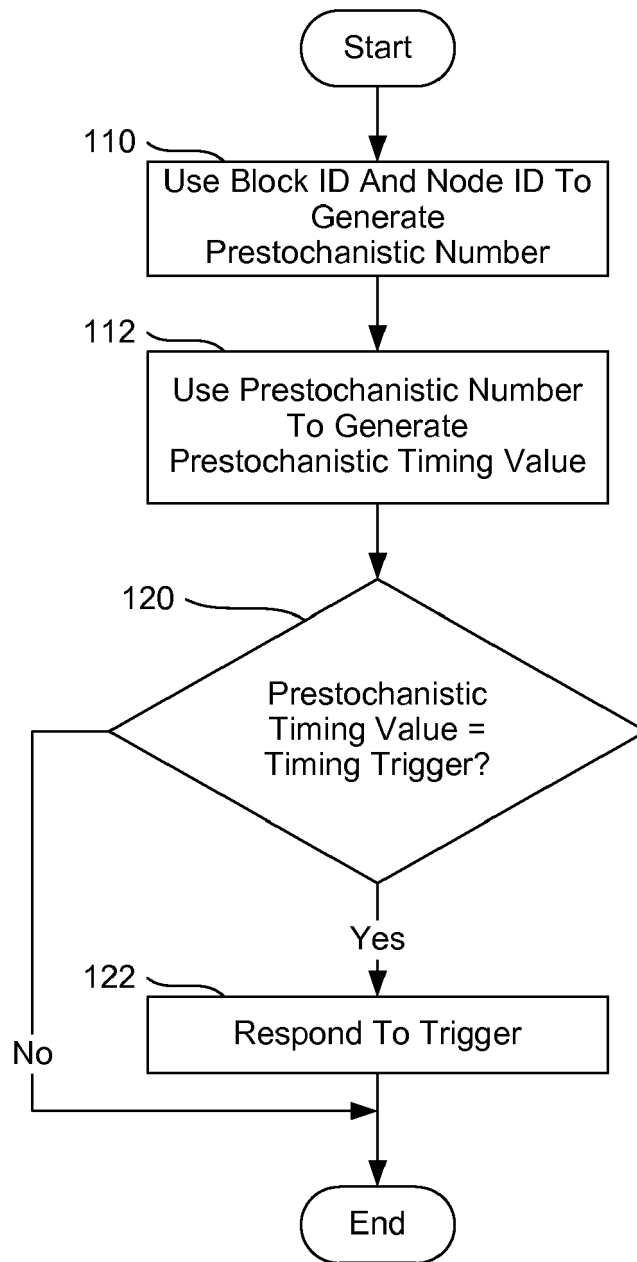 Start
110
Use Block ID And Node ID To
Generate
Prestochanistic Number
112
Use Prestochanistic Number
To Generate
Prestochanistic Timing Value
120
Prestochanistic
Timing Value =
Timing Trigger?
Yes
122
Respond To Trigger
No
End